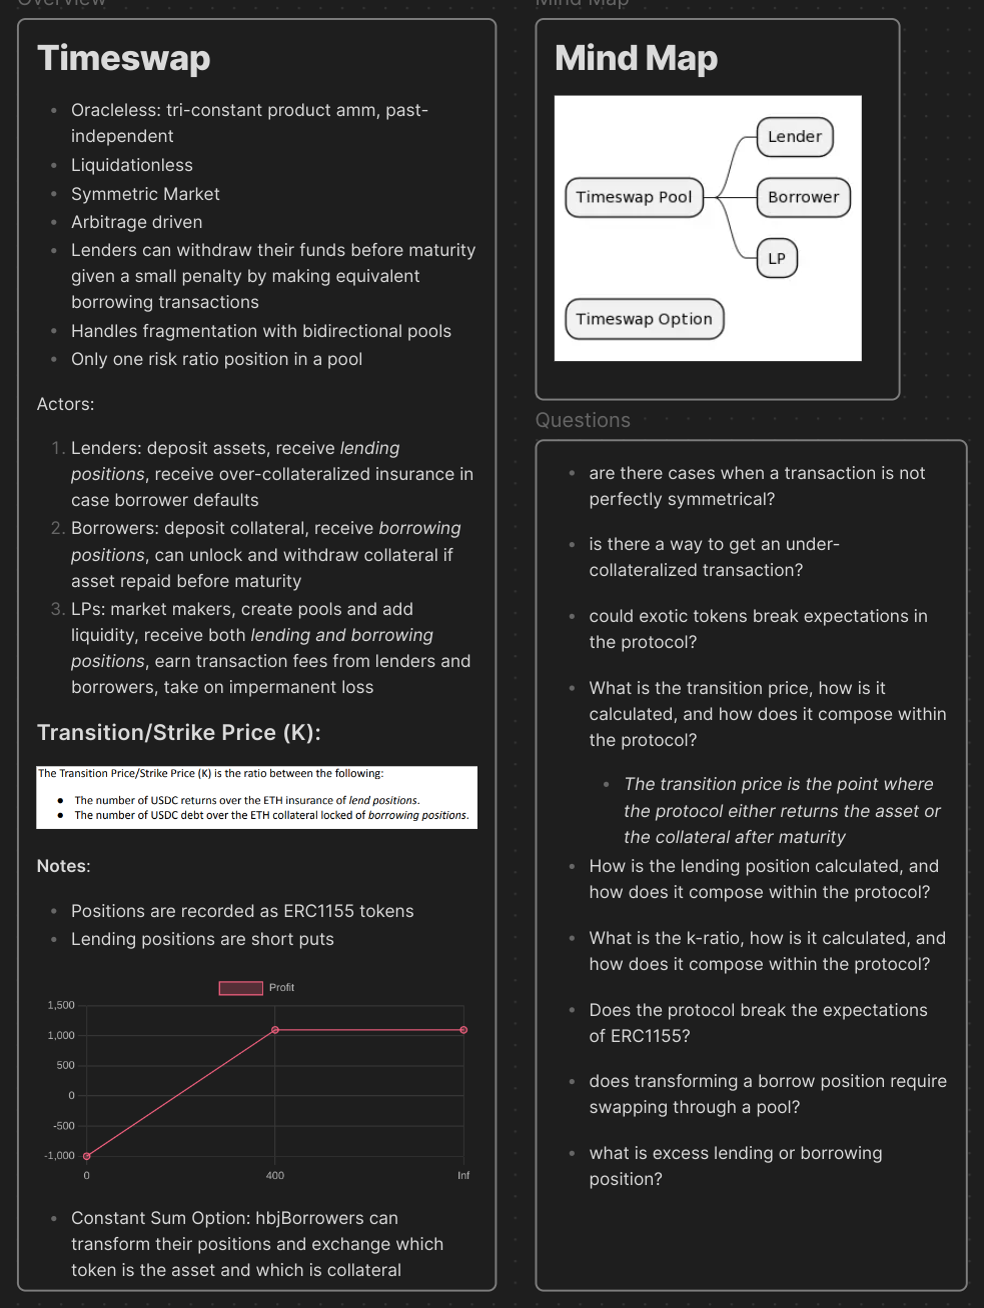 Overview
Timeswap
• Oracleless: tri-constant product amm, past-
independent
• Liquidationless
• Symmetric Market
• Arbitrage driven
• Lenders can withdraw their funds before maturity
given a small penalty by making equivalent
borrowing transactions
• Handles fragmentation with bidirectional pools
• Only one risk ratio position in a pool
Actors:
1. Lenders: deposit assets, receive lending
positions, receive over-collateralized insurance in
case borrower defaults
2. Borrowers: deposit collateral, receive borrowing
positions, can unlock and withdraw collateral if
asset repaid before maturity
3. LPs: market makers, create pools and add
liquidity, receive both lending and borrowing
positions, earn transaction fees from lenders and
borrowers, take on impermanent loss
Transition/Strike Price (K):
The Transition Price/Strike Price (K) is the ratio between the following:
• The number of USDC returns over the ETH insurance of lend positions.
• The number of USDC debt over the ETH collateral locked of borrowing positions.
Notes:
• Positions are recorded as ERC1155 tokens
• Lending positions are short puts
Profit
1,500
1,000
500
0
-500
-1,000
0 400 Inf
• Constant Sum Option: hbjBorrowers can
transform their positions and exchange which
token is the asset and which is collateral
Mind Map
Mind Map
Lender
Timeswap Pool
Borrower
LP
Timeswap Option
Questions
• are there cases when a transaction is not
perfectly symmetrical?
• is there a way to get an under-
collateralized transaction?
• could exotic tokens break expectations in
the protocol?
• What is the transition price, how is it
calculated, and how does it compose within
the protocol?
• The transition price is the point where
the protocol either returns the asset or
the collateral after maturity
• How is the lending position calculated, and
how does it compose within the protocol?
• What is the k-ratio, how is it calculated, and
how does it compose within the protocol?
• Does the protocol break the expectations
of ERC1155?
• does transforming a borrow position require
swapping through a pool?
• what is excess lending or borrowing
position?